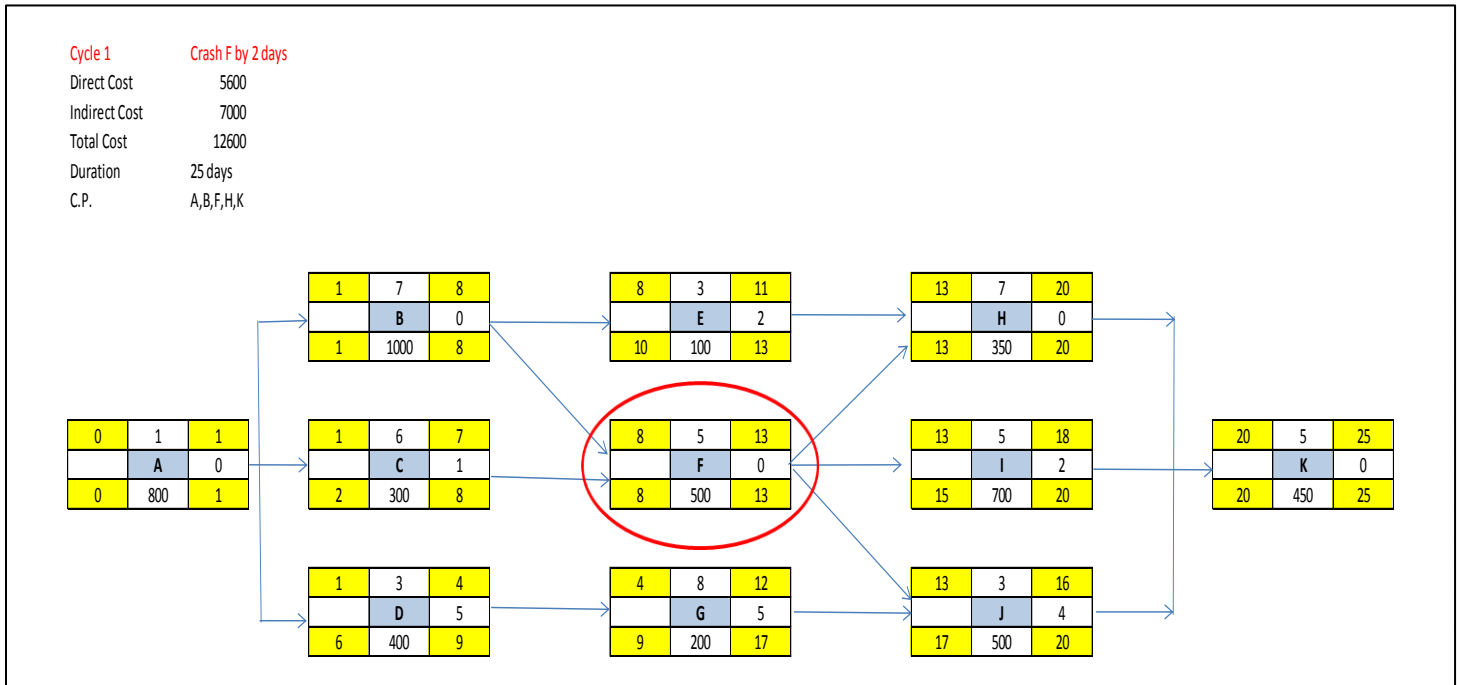 Cycle 1 Crash F by 2 days
Direct Cost 5600
Indirect Cost 7000
Total Cost 12600
Duration 25 days
C.P. A,B,F,H,K
1 7 8
B 0
1 1000 8
8 3 11
E 2
10 100 13
13 7 20
H 0
13 350 20
0 1 1
A 0
0 800 1
1 6 7
C 1
2 300 8
8 5 13
F 0
8 500 13
13 5 18
I 2
15 700 20
20 5 25
K 0
20 450 25
1 3 4
D 5
6 400 9
4 8 12
G 5
9 200 17
13 3 16
J 4
17 500 20